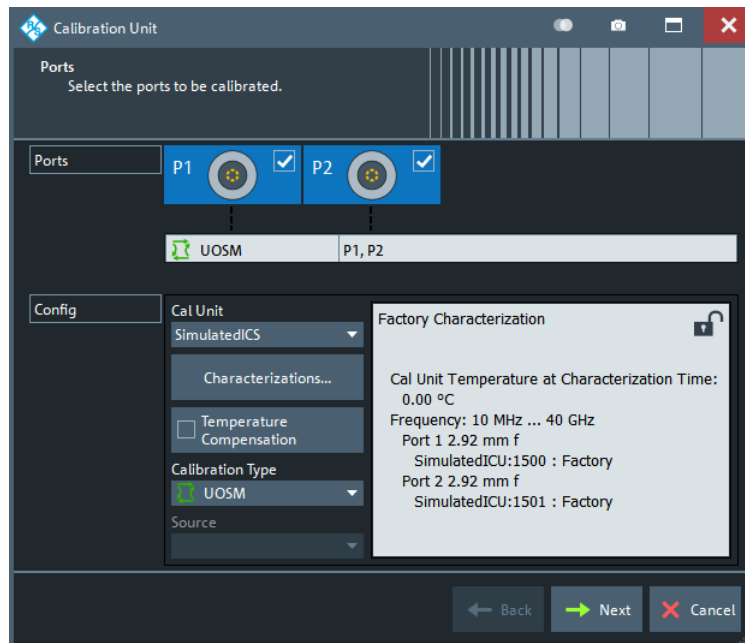 Calibration Unit
Ports
Select the ports to be calibrated.
Ports
P1
P2
UOSM
P1, P2
Config
Cal Unit
SimulatedICS
Characterizations...
Temperature
Compensation
Calibration Type
UOSM
Source
Factory Characterization
Cal Unit Temperature at Characterization Time:
0.00 °C
Frequency: 10 MHz ... 40 GHz
Port 1 2.92 mm f
SimulatedICU:1500 : Factory
Port 2 2.92 mm f
SimulatedICU:1501 : Factory
Back
Next
Cancel